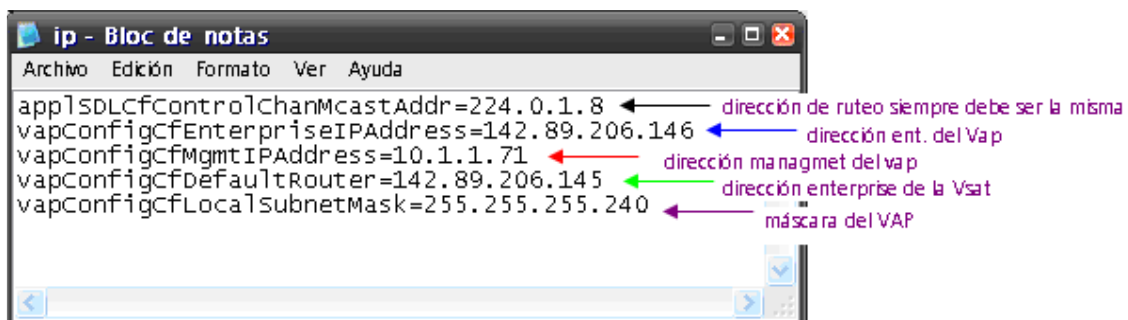 ip - Bloc de notas
Archivo Edición Formato Ver Ayuda
applSDLCfControlChanMcastAddr=224.0.1.8 dirección de ruteo siempre debe ser la misma
vapConfigCfEnterpriseIPAddress=142.89.206.146 dirección ent. del Vap
vapConfigCfMgmtIPAddress=10.1.1.71 dirección managmet del vap
vapConfigCfDefaultRouter=142.89.206.145 dirección enterprise de la Vsat
vapConfigCfLocalSubnetMask=255.255.255.240 máscara del VAP